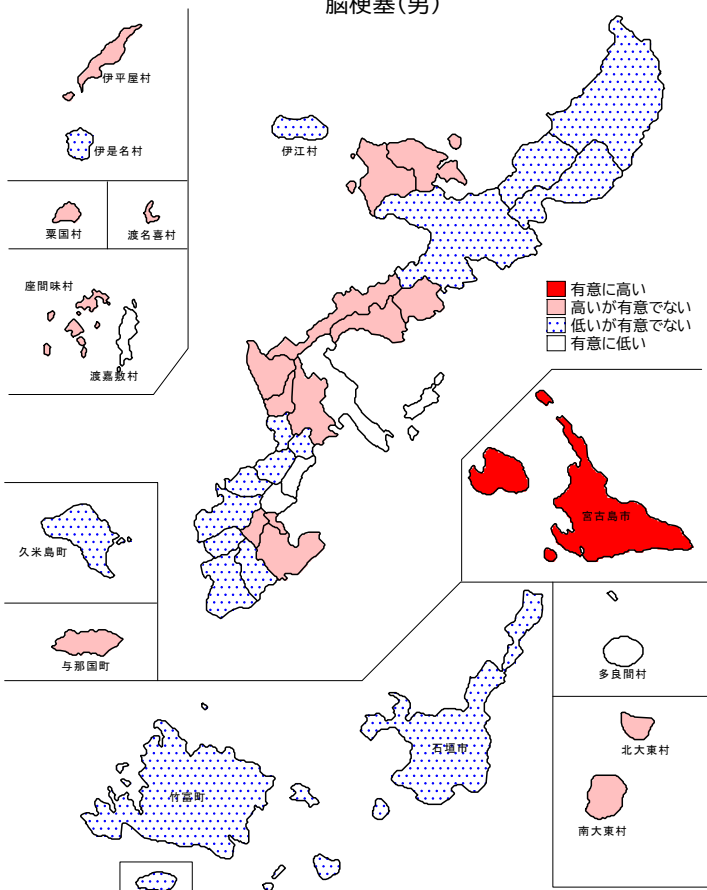 脳梗塞(男)
伊平屋村
伊是名村
伊江村
粟国村
渡名喜村
座間味村
渡嘉敷村
有意に高い
高いが有意でない
低いが有意でない
有意に低い
宮古島市
久米島町
与那国町
多良間村
石垣市
北大東村
竹富町
南大東村